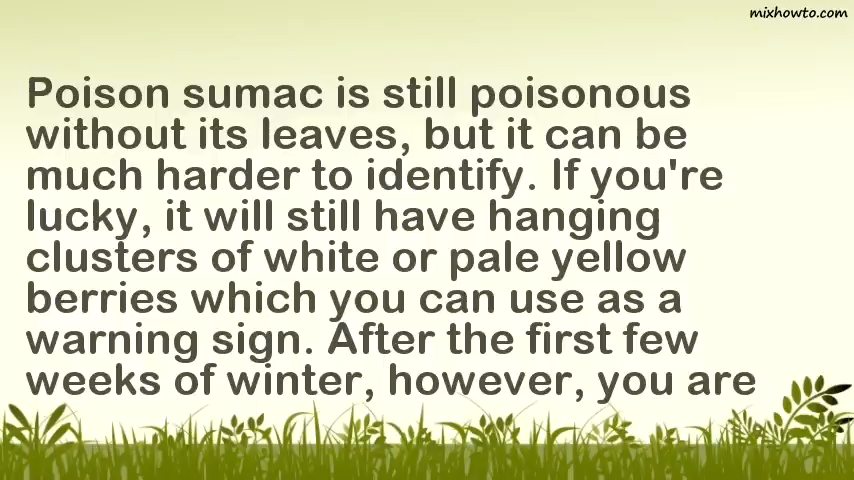 mixhowto.com
Poison sumac is still poisonous
without its leaves, but it can be
much harder to identify. If you're
lucky, it will still have hanging
clusters of white or pale yellow
berries which you can use as a
warning sign. After the first few
weeks of winter, however, you are